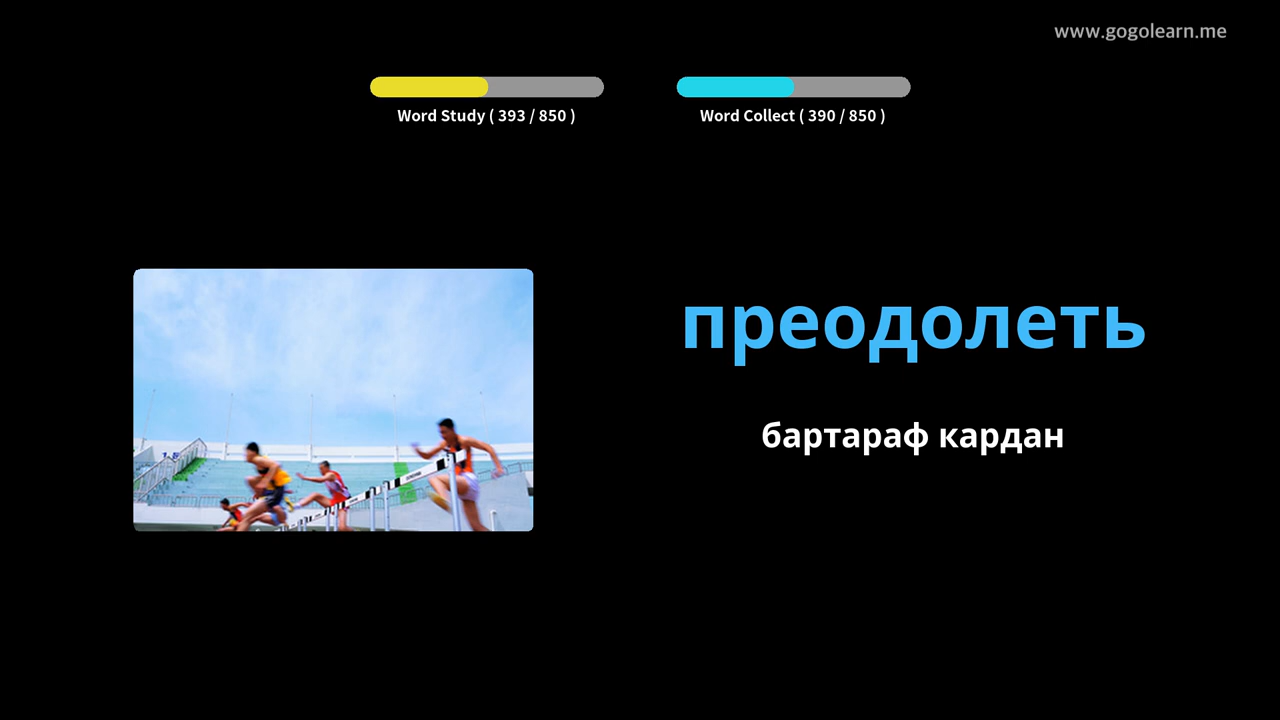 www.gogolearn.me
Word Study ( 393 / 850 )
Word Collect ( 390 / 850 )
преодолеть
бартараф кардан